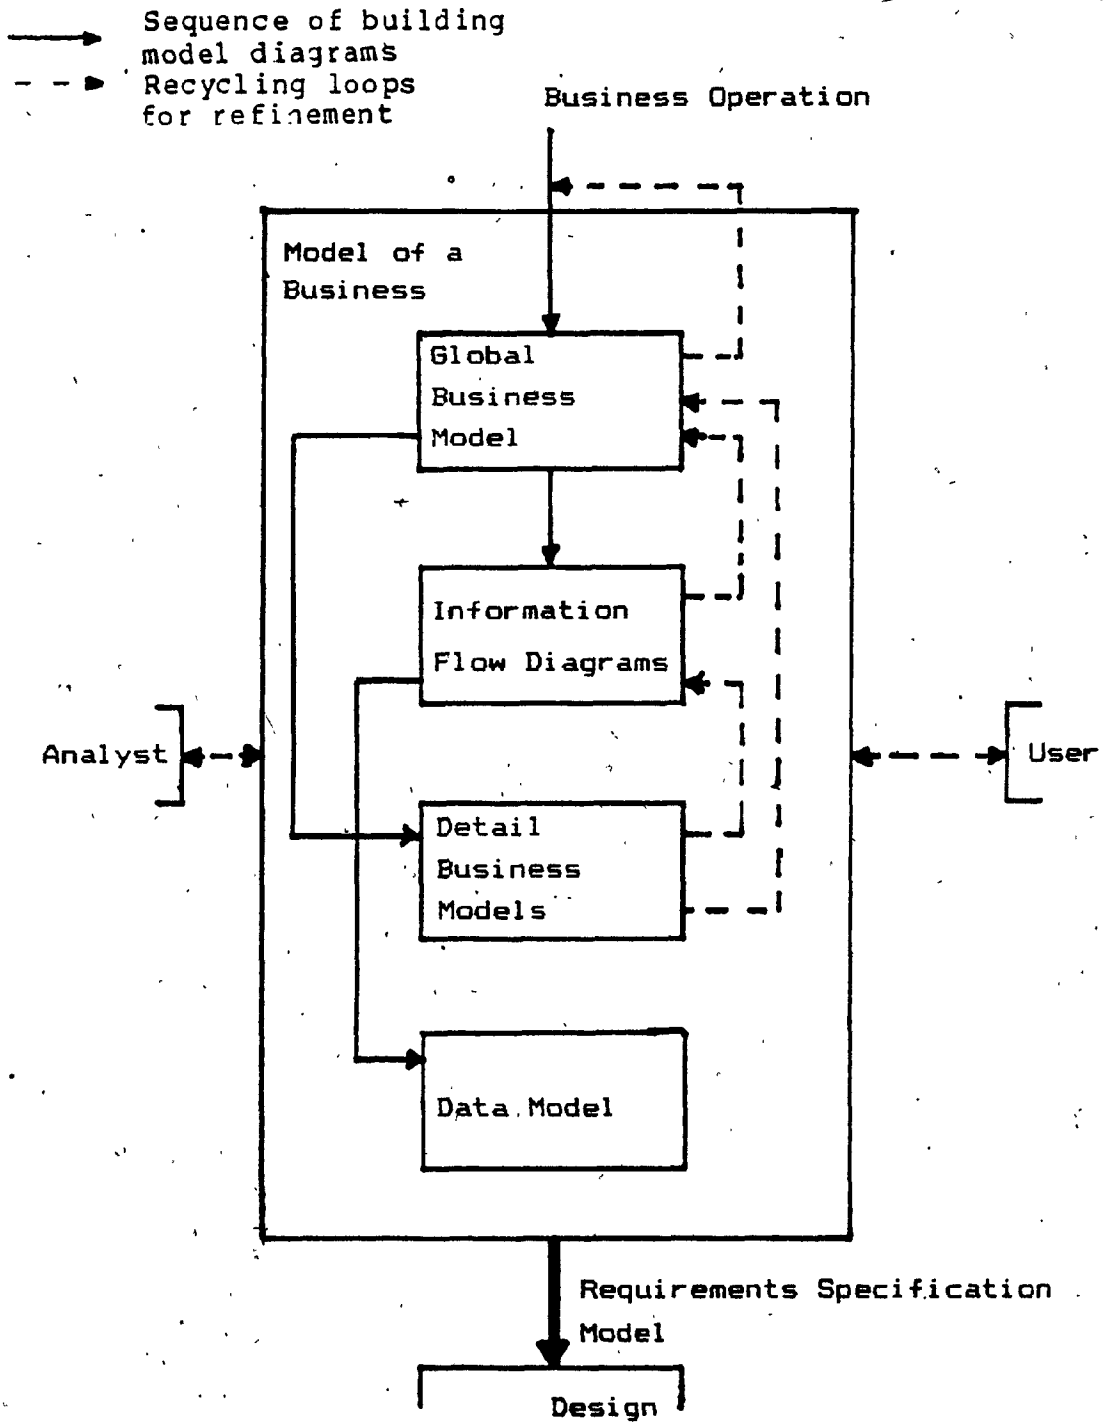 Sequence of building
model diagrams
Recycling loops
for refinement
Business Operation
Model of a
Business
Global
Business
Model
Information
Flow Diagrams
Analyst
User
Detail
Business
Models
Data Model
Requirements Specification
Model
Design